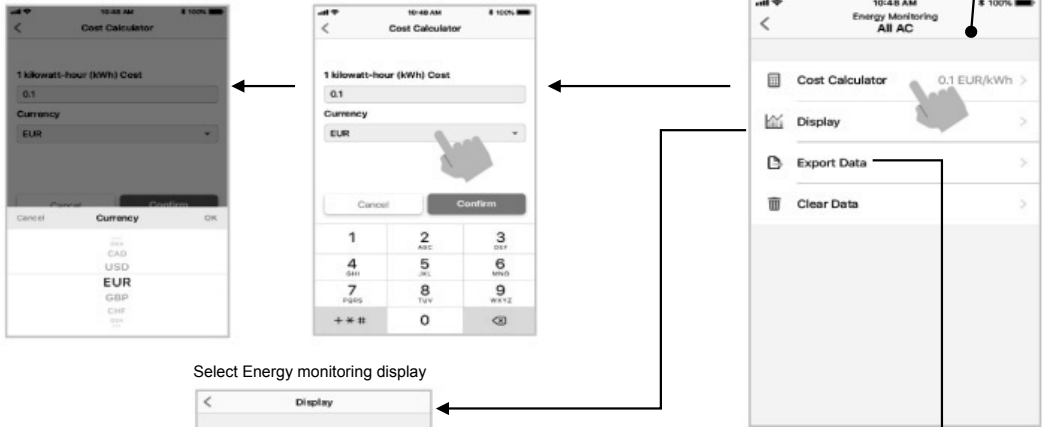 10:48 AM
100%
Cost Calculator
1 kilowatt-hour (kWh) Cost
0.1
Currency
EUR
Cancel
Confirm
Cancel
Currency
OK
CAD
USD
EUR
GBP
CHF
10:48 AM
100%
Cost Calculator
1 kilowatt-hour (kWh) Cost
0.1
Currency
EUR
Cancel
Confirm
1
2
ABC
3
DEF
4
GHI
5
JKL
6
MNO
7
PQRS
8
TUV
9
WXYZ
+*#
0
10:48 AM
100%
Energy Monitoring
All AC
Cost Calculator
0.1 EUR/kWh
Display
Export Data
Clear Data
Select Energy monitoring display
Display